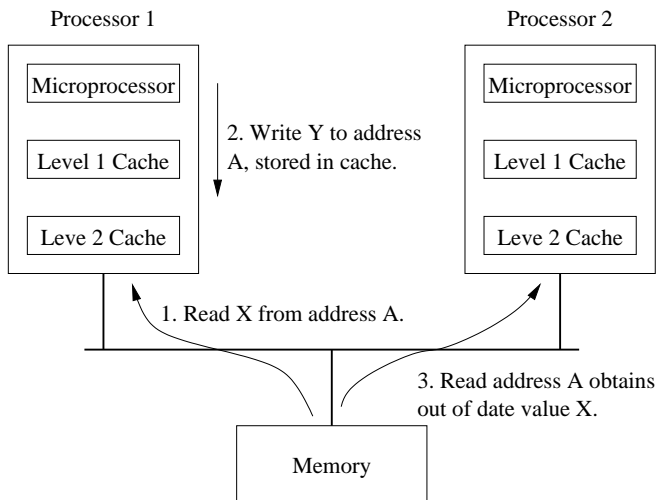 Processor 1
Processor 2
Microprocessor
Level 1 Cache
Leve 2 Cache
2. Write Y to address
A, stored in cache.
Microprocessor
Level 1 Cache
Leve 2 Cache
1. Read X from address A.
3. Read address A obtains
out of date value X.
Memory